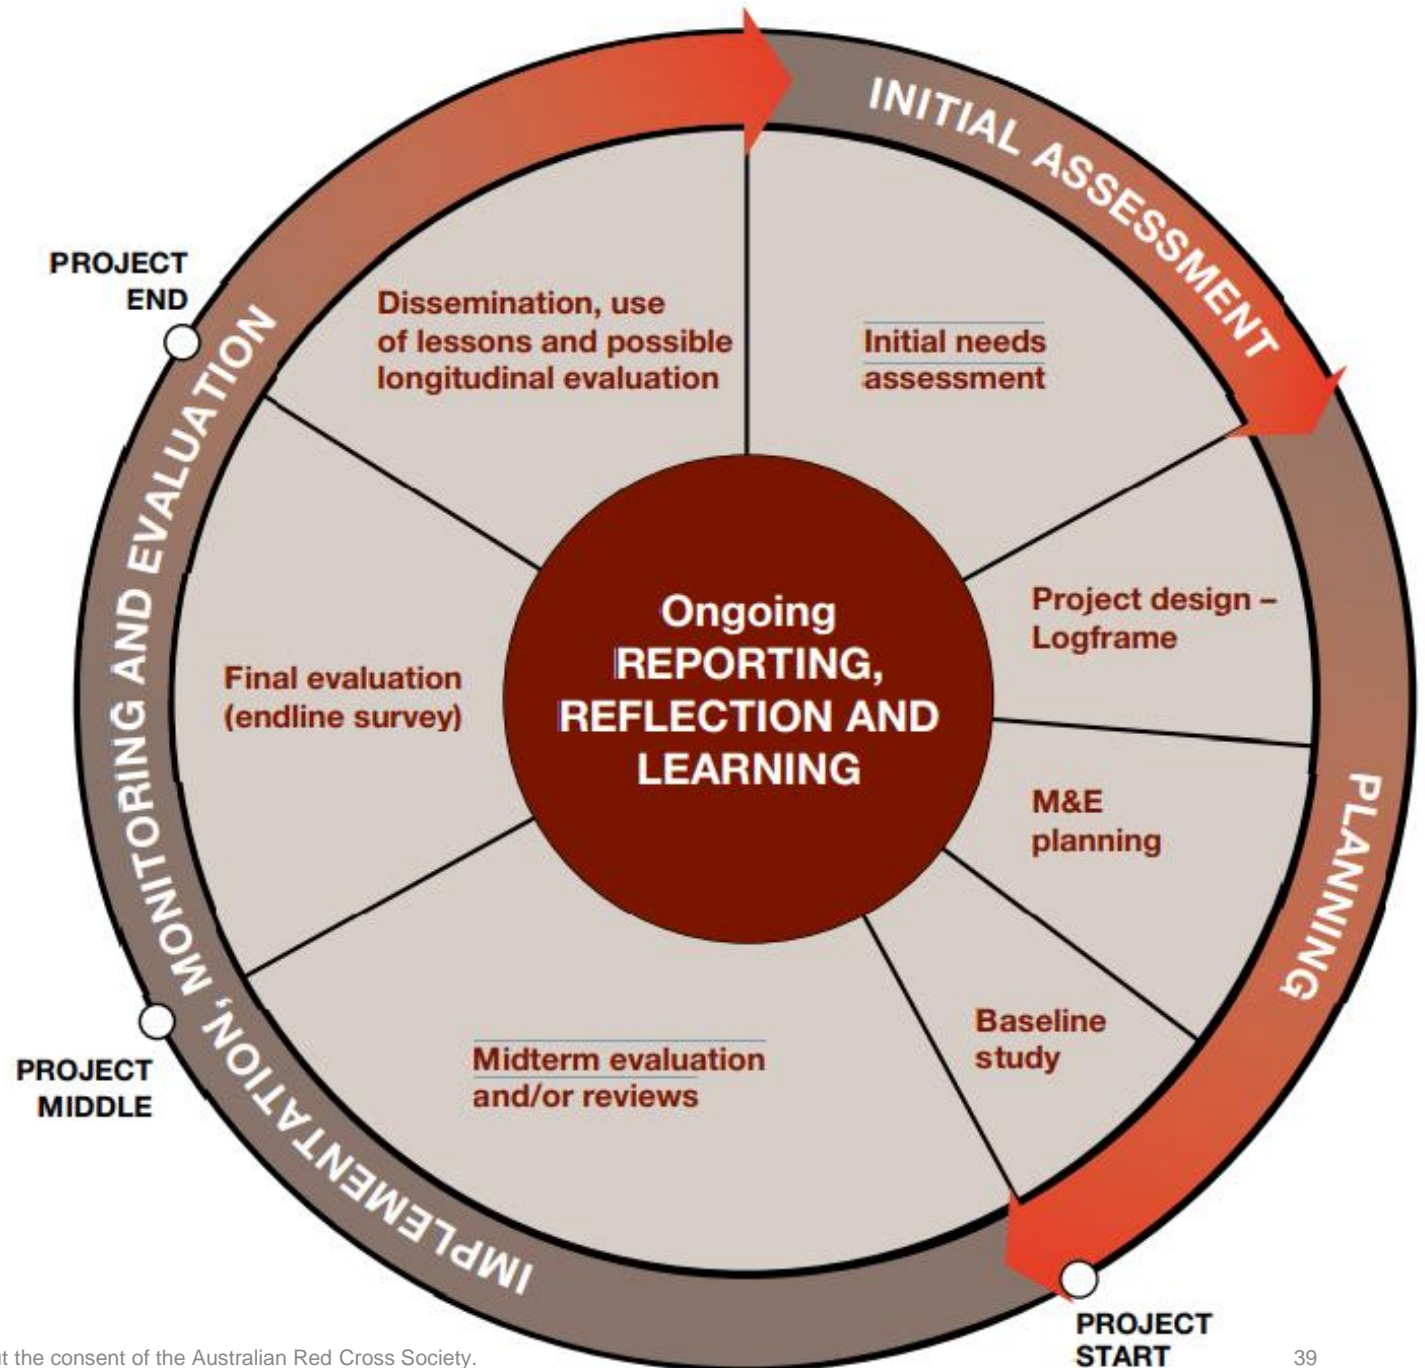 INITIAL ASSESSMENT
PLANNING
IMPLEMENTATION, MONITORING AND EVALUATION
PROJECT
END
Dissemination, use
of lessons and possible
longitudinal evaluation
Initial needs
assessment
Project design –
Logframe
M&E
planning
Baseline
study
Midterm evaluation
and/or reviews
Final evaluation
(endline survey)
Ongoing
REPORTING,
REFLECTION AND
LEARNING
PROJECT
MIDDLE
PROJECT
START
the consent of the Australian Red Cross Society.
39